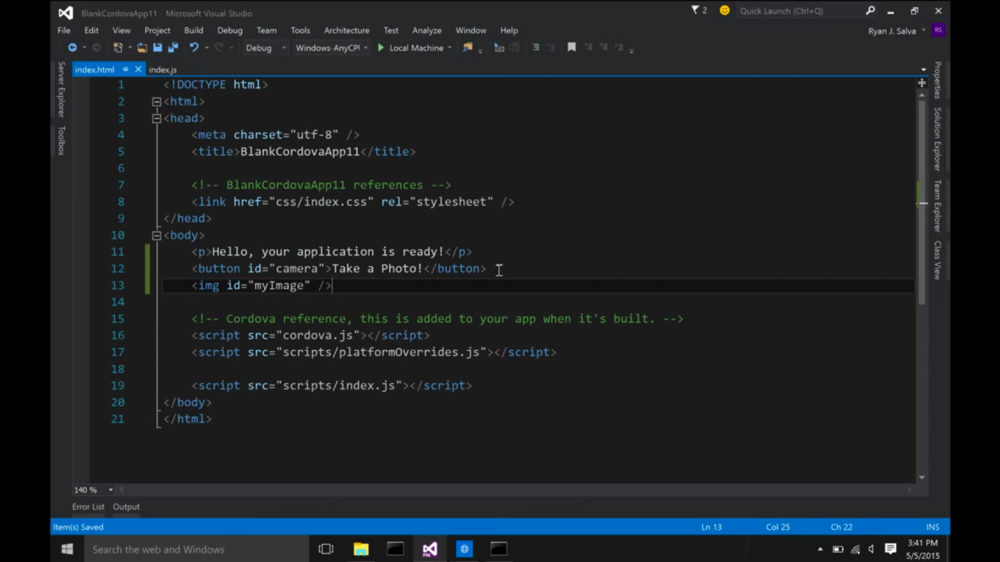 BlankCordovaApp11 - Microsoft Visual Studio
2
Quick Launch (Ctrl+Q)
File Edit View Project Build Debug Team Tools Architecture Test Analyze Window Help
Ryan J. Salva RS
Debug Windows-AnyCPU Local Machine
Server Explorer
Toolbox
index.html index.js
1 <!DOCTYPE html>
2 <html>
3 <head>
4 <meta charset="utf-8" />
5 <title>BlankCordovaApp11</title>
6
7 <!-- BlankCordovaApp11 references -->
8 <link href="css/index.css" rel="stylesheet" />
9 </head>
10 <body>
11 <p>Hello, your application is ready!</p>
12 <button id="camera">Take a Photo!</button>
13 <img id="myImage" />
14
15 <!-- Cordova reference, this is added to your app when it's built. -->
16 <script src="cordova.js"></script>
17 <script src="scripts/platformOverrides.js"></script>
18
19 <script src="scripts/index.js"></script>
20 </body>
21 </html>
Properties
Solution Explorer
Team Explorer
Class View
140 %
Error List Output
Item(s) Saved Ln 13 Col 25 Ch 22 INS
Search the web and Windows
PRE
3:41 PM
5/5/2015